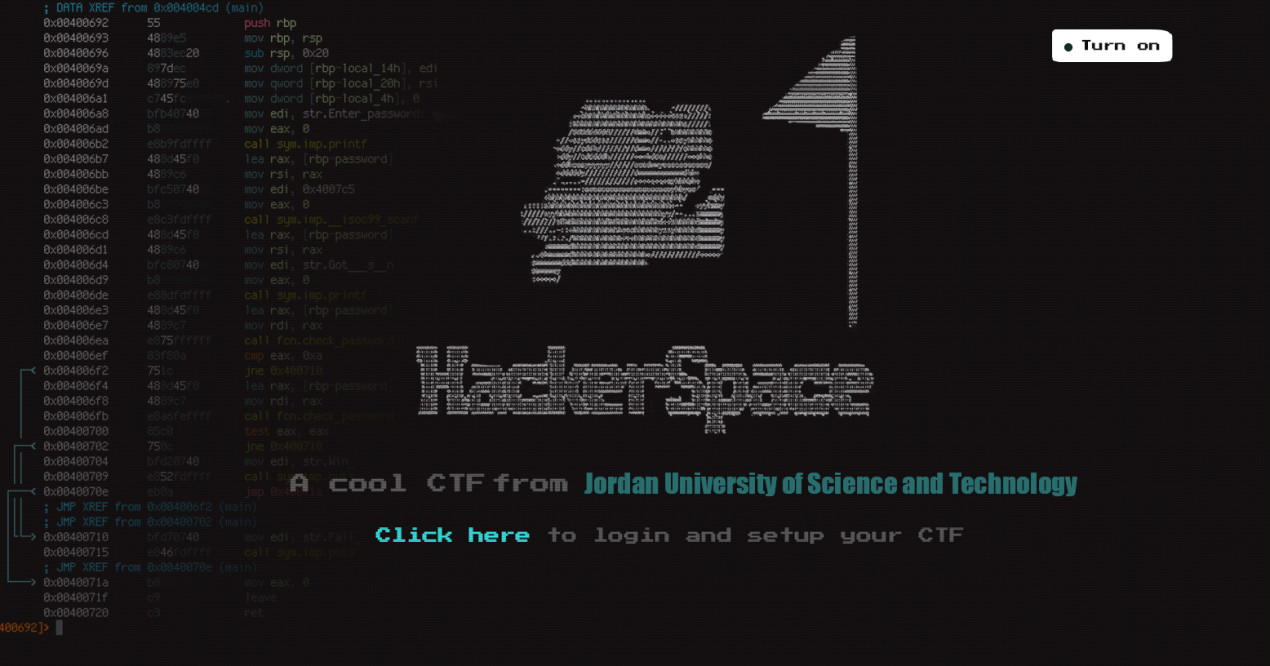 ; DATA XREF from 0x004004cd (main)
0x00400692 55 push rbp
0x00400693 4889e5 mov rbp, rsp
0x00400696 4883ec20 sub rsp, 0x20
0x0040069a 897dec mov dword [rbp-local_14h], edi
0x0040069d 488975e0 mov qword [rbp-local_20h], rsi
0x004006a1 c745fc . mov dword [rbp-local_4h], 0
0x004006a8 bfb40740 mov edi, str.Enter_password:
0x004006ad b8 mov eax, 0
0x004006b2 e8b9fdffff call sym.imp.printf
0x004006b7 488d45f0 lea rax, [rbp-password]
0x004006bb 4889c6 mov rsi, rax
0x004006be bfc50740 mov edi, 0x4007c5
0x004006c3 b8 mov eax, 0
0x004006c8 e8c3fdffff call sym.imp.__isoc99_scanf
0x004006cd 488d45f0 lea rax, [rbp-password]
0x004006d1 4889c6 mov rsi, rax
0x004006d4 bfc80740 mov edi, str.Got___s__n
0x004006d9 b8 mov eax, 0
0x004006de e88dfdffff call sym.imp.printf
0x004006e3 488d45f0 lea rax, [rbp-password]
0x004006e7 4889c7 mov rdi, rax
0x004006ea e875ffffff call fcn.check_password
0x004006ef 83f80a cmp eax, 0xa
0x004006f2 751c jne 0x400710
0x004006f4 488d45f0 lea rax, [rbp-password]
0x004006f8 4889c7 mov rdi, rax
0x004006fb e8a6feffff call fcn.check_password
0x00400700 85c0 test eax, eax
0x00400702 750c jne 0x400710
0x00400704 bfd20740 mov edi, str.Win_
0x00400709 e852fdffff call
0x0040070e eb0a jmp
; JMP XREF from 0x004006f2 (main)
; JMP XREF from 0x00400702 (main)
0x00400710 bfd70740 mov edi, str.Fail_
0x00400715 e846fdffff call sym.imp.puts
; JMP XREF from 0x0040070e (main)
0x0040071a b8 mov eax, 0
0x0040071f c9 leave
0x00400720 c3 ret
400692]>
Turn on
HackerSpace
A cool CTF from Jordan University of Science and Technology
Click here to login and setup your CTF